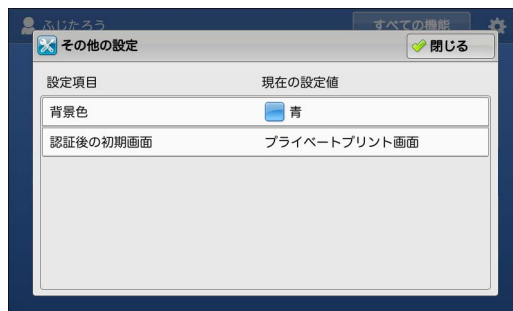 ふじたろう すべての機能
その他の設定 閉じる
設定項目 現在の設定値
背景色 青
認証後の初期画面 プライベートプリント画面